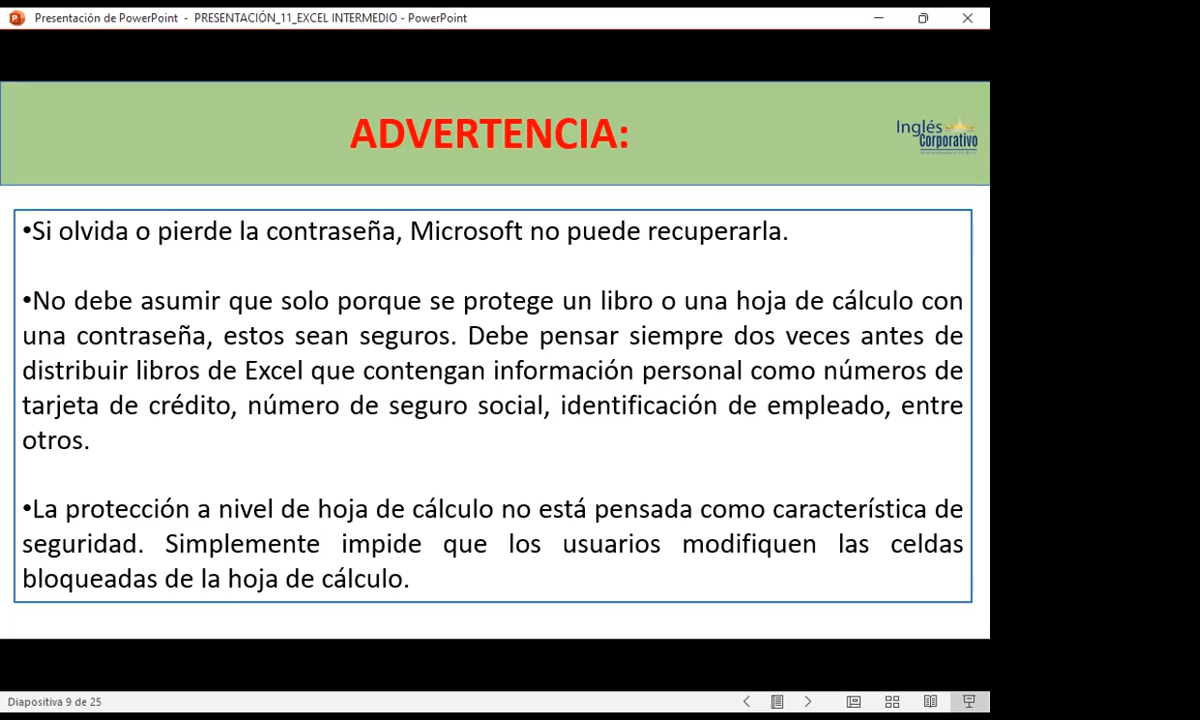 Presentación de PowerPoint - PRESENTACIÓN_11_EXCEL INTERMEDIO - PowerPoint
ADVERTENCIA:
Inglés
Corporativo
•Si olvida o pierde la contraseña, Microsoft no puede recuperarla.
•No debe asumir que solo porque se protege un libro o una hoja de cálculo con
una contraseña, estos sean seguros. Debe pensar siempre dos veces antes de
distribuir libros de Excel que contengan información personal como números de
tarjeta de crédito, número de seguro social, identificación de empleado, entre
otros.
•La protección a nivel de hoja de cálculo no está pensada como característica de
seguridad. Simplemente impide que los usuarios modifiquen las celdas
bloqueadas de la hoja de cálculo.
Diapositiva 9 de 25